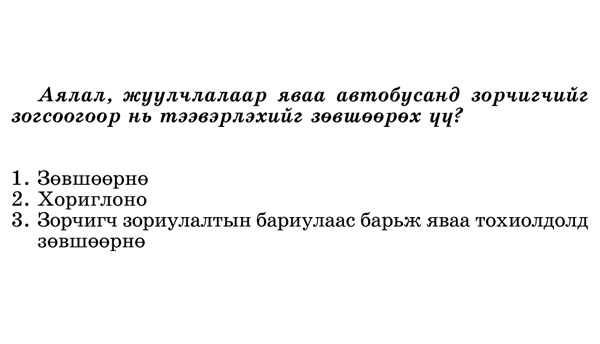 Аялал, жуулчлалаар яваа автобусанд зорчигчийг
зогсоогоор нь тээвэрлэхийг зөвшөөрөх үү?
1. Зөвшөөрнө
2. Хориглоно
3. Зорчигч зориулалтын бариулаас барьж яваа тохиолдолд
зөвшөөрнө